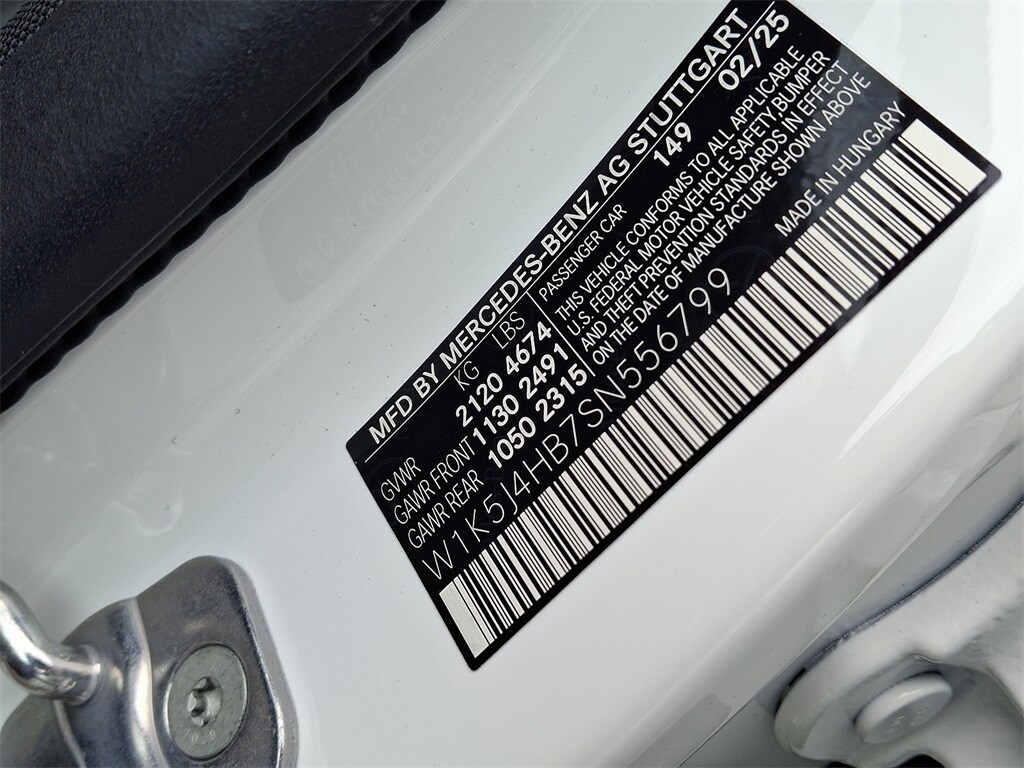 MFD BY MERCEDES-BENZ AG STUTTGART
149 02/25
KG LBS
GVWR 2120 4674
GAWR FRONT 1130 2491
GAWR REAR 1050 2315
PASSENGER CAR
THIS VEHICLE CONFORMS TO ALL APPLICABLE
U.S. FEDERAL MOTOR VEHICLE SAFETY,BUMPER
AND THEFT PREVENTION STANDARDS IN EFFECT
ON THE DATE OF MANUFACTURE SHOWN ABOVE
W1K5J4HB7SN556799
MADE IN HUNGARY